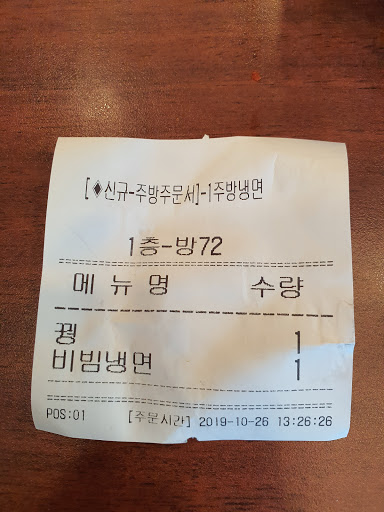 [♦신규-주방주문서]-1주방냉면
1층-방72
메 뉴 명 수량
꿩 1
비빔냉면 1
POS:01 [주문시간] 2019-10-26 13:26:26